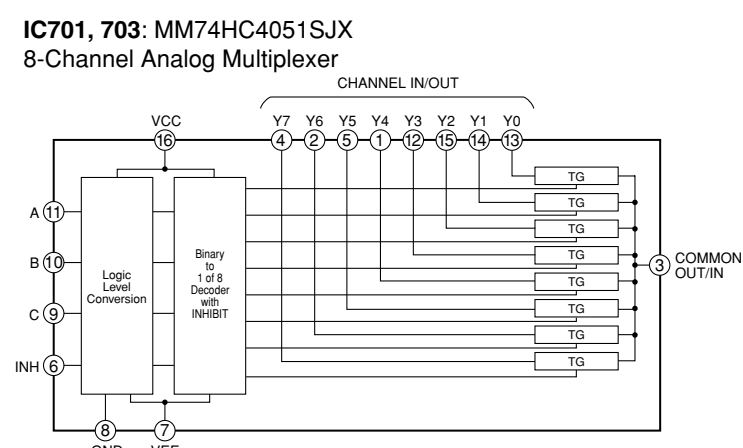 IC701, 703: MM74HC4051SJX
8-Channel Analog Multiplexer
CHANNEL IN/OUT
VCC Y7 Y6 Y5 Y4 Y3 Y2 Y1 Y0
16 4 2 5 1 12 15 14 13
TG
TG
A 11
TG
TG
B 10
Logic
Level
Conversion
Binary
to
1 of 8
Decoder
with
INHIBIT
3 COMMON
OUT/IN
TG
C 9
TG
TG
INH 6
TG
8 7
GND VEE